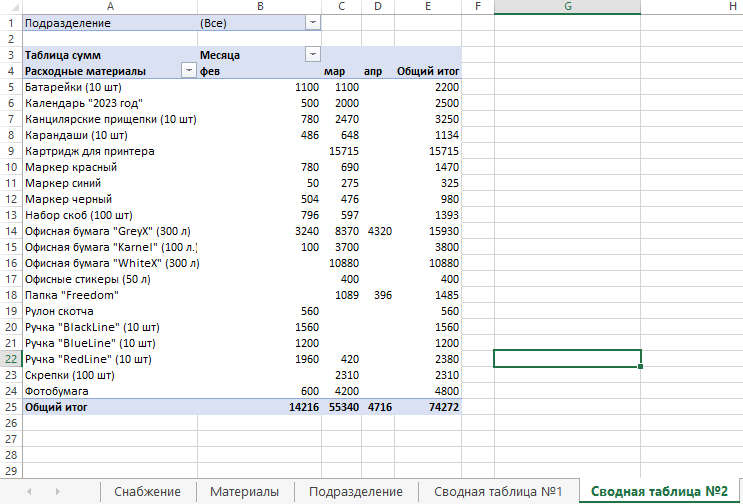 A B C D E F G H
1 Подразделение (Все)
2
3 Таблица сумм Месяца
4 Расходные материалы фев мар апр Общий итог
5 Батарейки (10 шт) 1100 1100 2200
6 Календарь "2023 год" 500 2000 2500
7 Канцилярские прищепки (10 шт) 780 2470 3250
8 Карандаши (10 шт) 486 648 1134
9 Картридж для принтера 15715 15715
10 Маркер красный 780 690 1470
11 Маркер синий 50 275 325
12 Маркер черный 504 476 980
13 Набор скоб (100 шт) 796 597 1393
14 Офисная бумага "GreyX" (300 л) 3240 8370 4320 15930
15 Офисная бумага "Karnel" (100 л.) 100 3700 3800
16 Офисная бумага "WhiteX" (300 л) 10880 10880
17 Офисные стикеры (50 л) 400 400
18 Папка "Freedom" 1089 396 1485
19 Рулон скотча 560 560
20 Ручка "BlackLine" (10 шт) 1560 1560
21 Ручка "BlueLine" (10 шт) 1200 1200
22 Ручка "RedLine" (10 шт) 1960 420 2380
23 Скрепки (100 шт) 2310 2310
24 Фотобумага 600 4200 4800
25 Общий итог 14216 55340 4716 74272
26
27
28
29
Снабжение Материалы Подразделение Сводная таблица №1 Сводная таблица №2